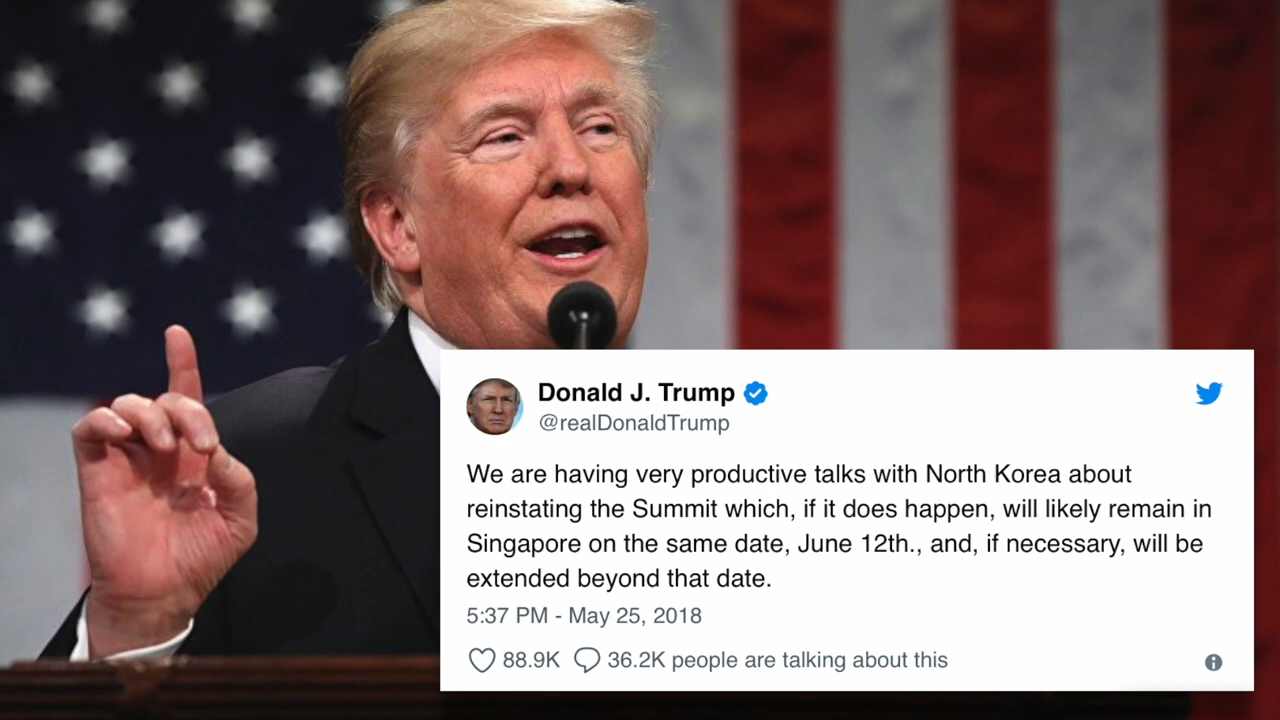 Donald J. Trump
@realDonaldTrump
We are having very productive talks with North Korea about
reinstating the Summit which, if it does happen, will likely remain in
Singapore on the same date, June 12th., and, if necessary, will be
extended beyond that date.
5:37 PM - May 25, 2018
88.9K 36.2K people are talking about this